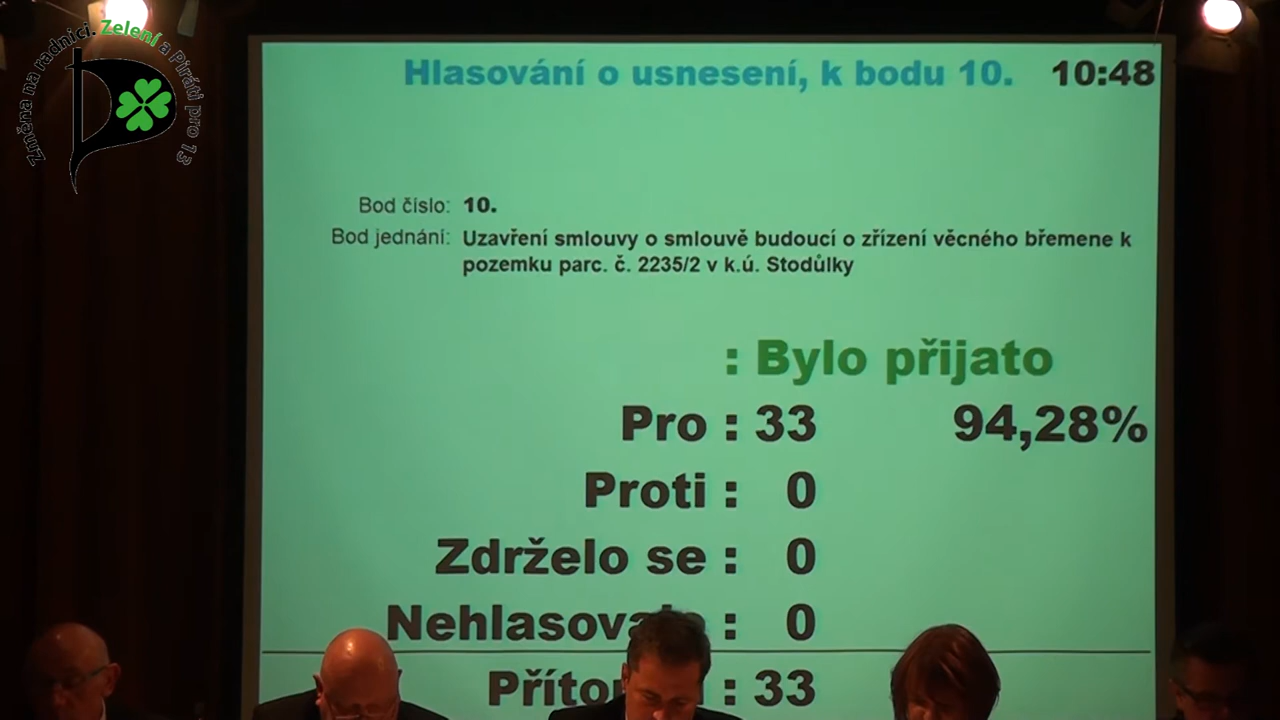 Změna na radnici. Zelení a Piráti pro 13
Hlasování o usnesení, k bodu 10. 10:48
Bod číslo: 10.
Bod jednání: Uzavření smlouvy o smlouvě budoucí o zřízení věcného břemene k
pozemku parc. č. 2235/2 v k.ú. Stodůlky
: Bylo přijato
Pro : 33 94,28%
Proti : 0
Zdrželo se : 0
: 0
: 33